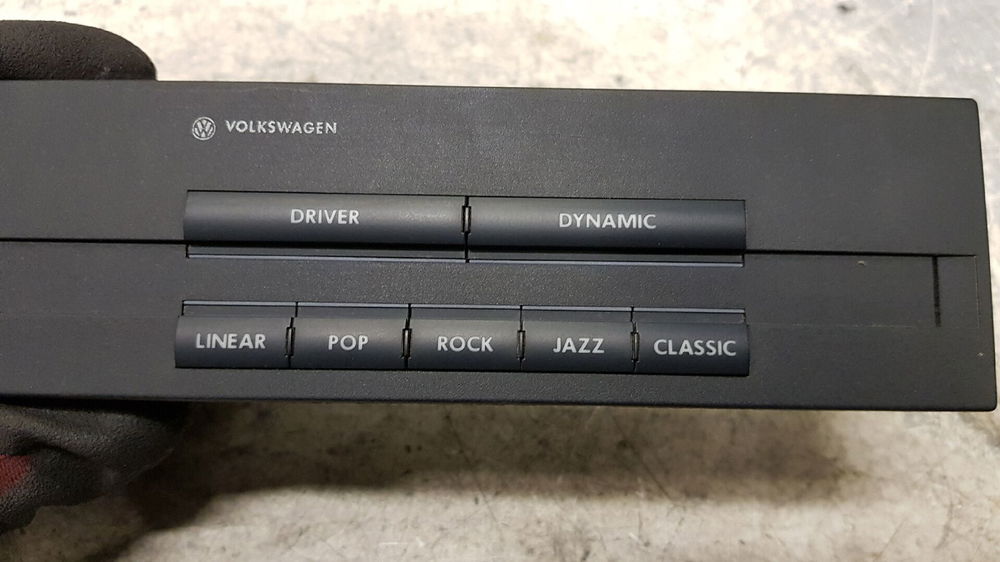 VOLKSWAGEN
DRIVER DYNAMIC
LINEAR POP ROCK JAZZ CLASSIC